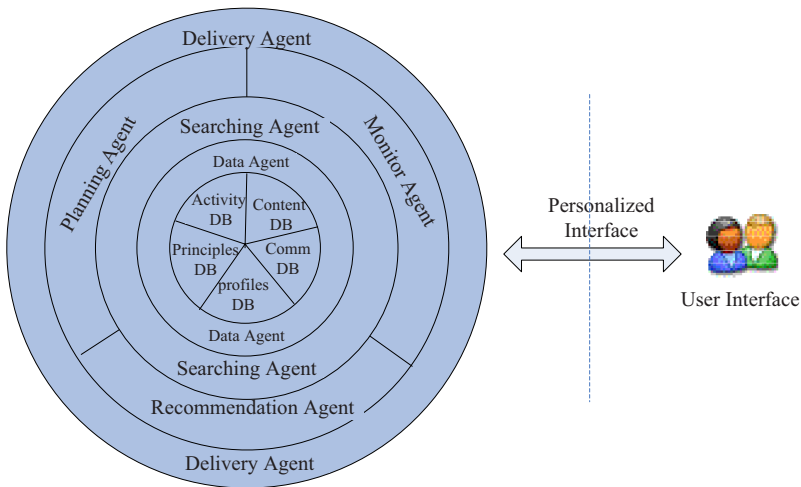 Delivery Agent
Planning Agent
Monitor Agent
Searching Agent
Data Agent
Activity
DB
Content
DB
Principles
DB
Comm
DB
profiles
DB
Data Agent
Searching Agent
Recommendation Agent
Delivery Agent
Personalized
Interface
User Interface